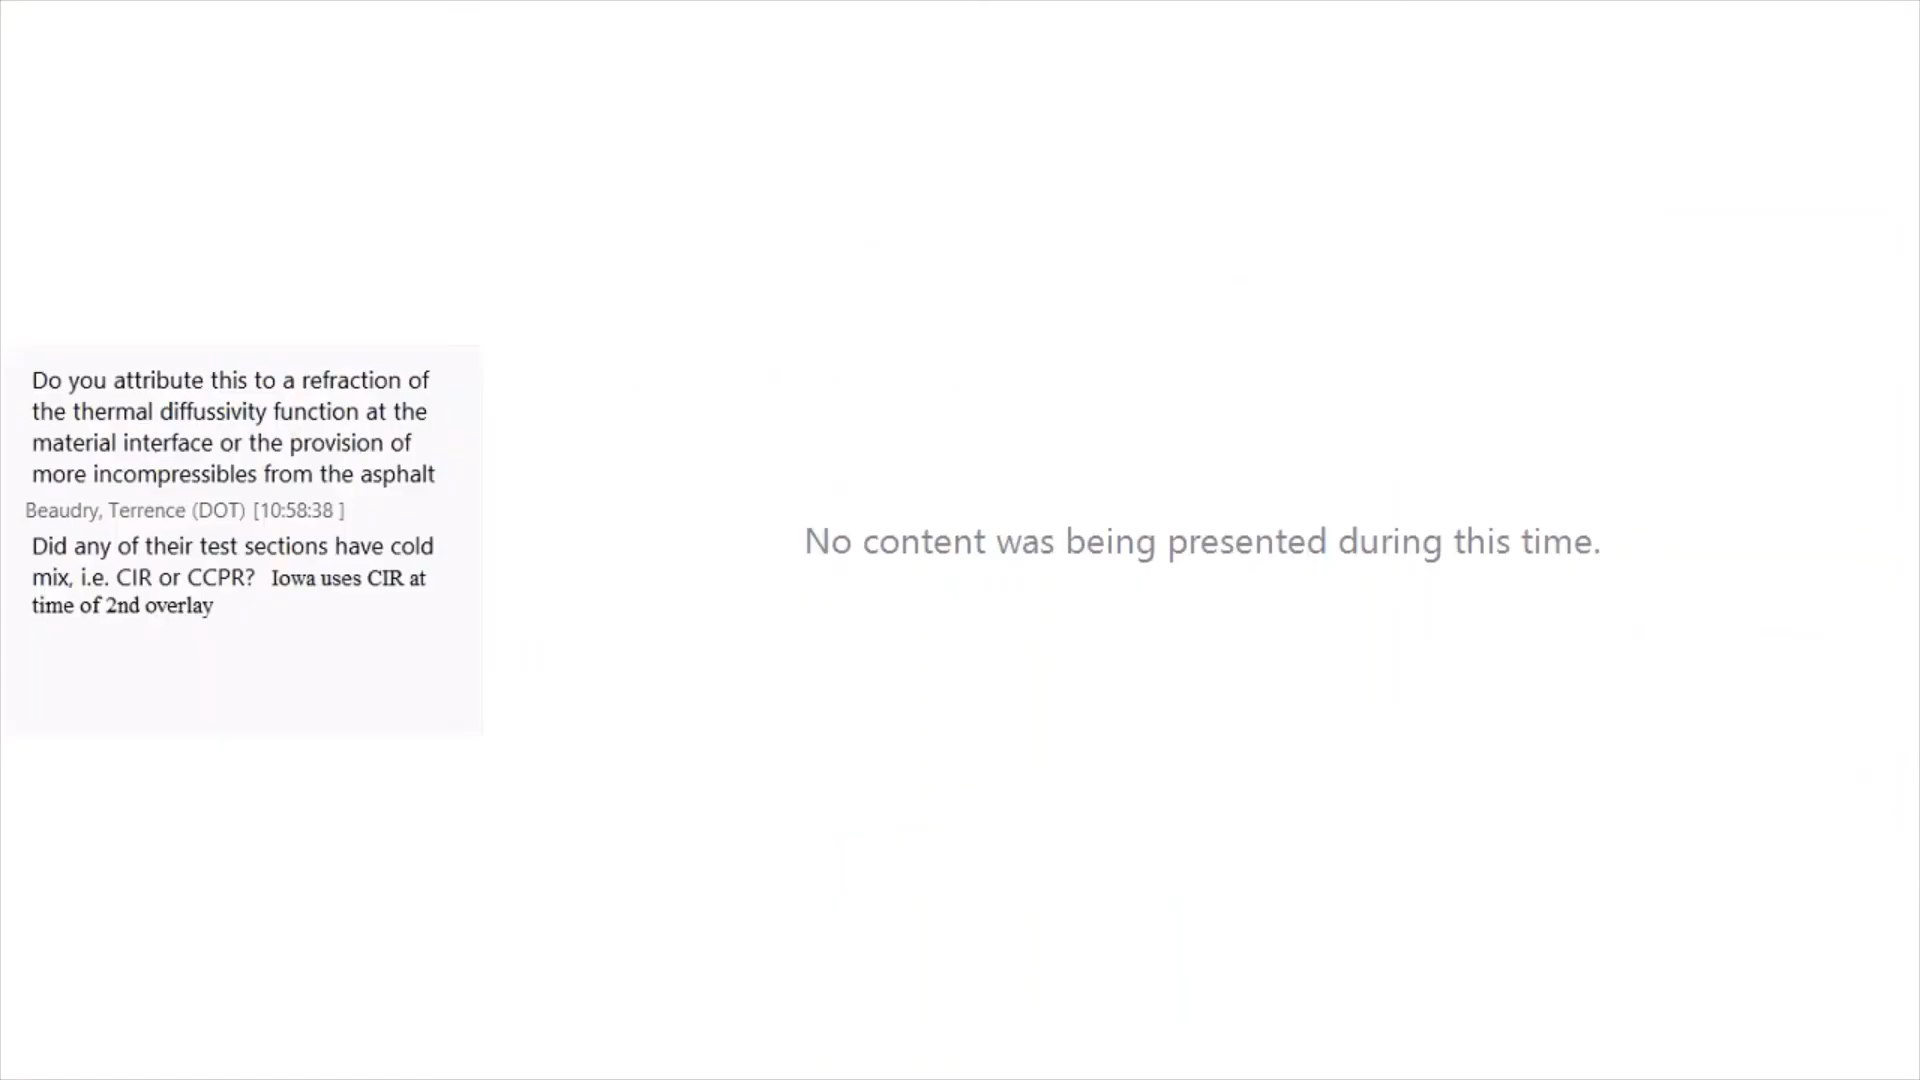 Do you attribute this to a refraction of
the thermal diffussivity function at the
material interface or the provision of
more incompressibles from the asphalt
Beaudry, Terrence (DOT) [10:58:38 ]
Did any of their test sections have cold
mix, i.e. CIR or CCPR? Iowa uses CIR at
time of 2nd overlay
No content was being presented during this time.